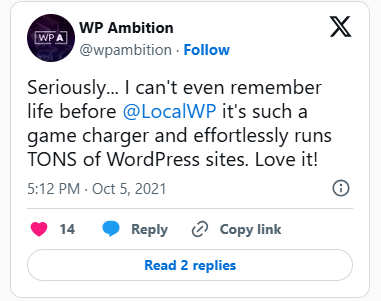 WP A
WP Ambition
@wpambition · Follow
Seriously... I can't even remember
life before @LocalWP it's such a
game charger and effortlessly runs
TONS of WordPress sites. Love it!
5:12 PM · Oct 5, 2021
14 Reply Copy link
Read 2 replies